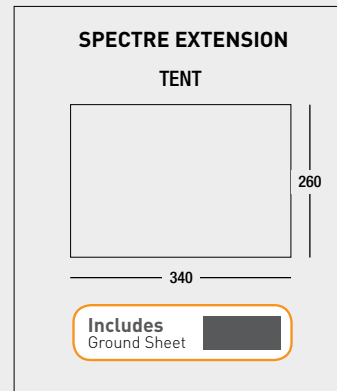 SPECTRE EXTENSION
TENT
260
340
Includes
Ground Sheet